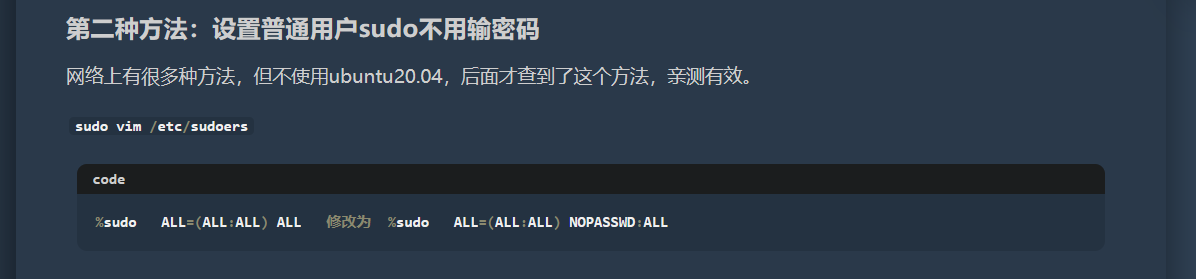 第二种方法：设置普通用户sudo不用输密码
网络上有很多种方法，但不使用ubuntu20.04，后面才查到了这个方法，亲测有效。
sudo vim /etc/sudoers
code
%sudo   ALL=(ALL:ALL) ALL   修改为  %sudo   ALL=(ALL:ALL) NOPASSWD:ALL